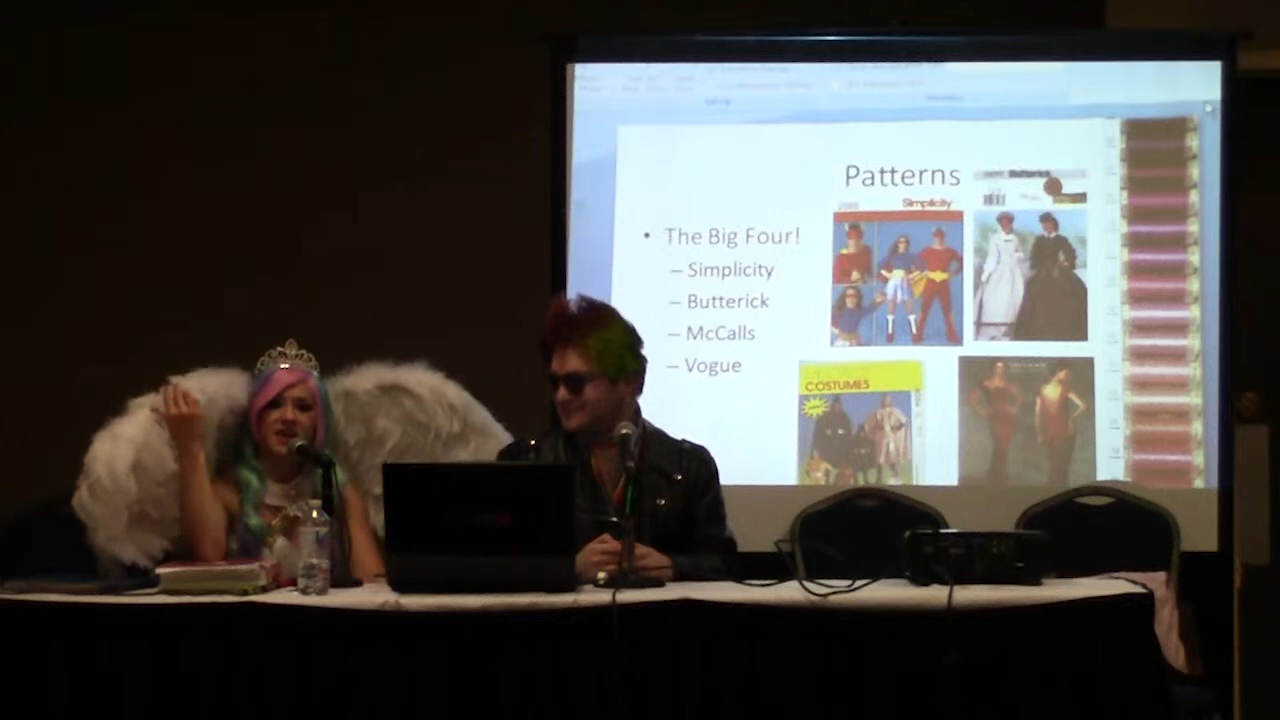 Patterns
Simplicity
Butterick
• The Big Four!
– Simplicity
– Butterick
– McCalls
– Vogue
COSTUMES